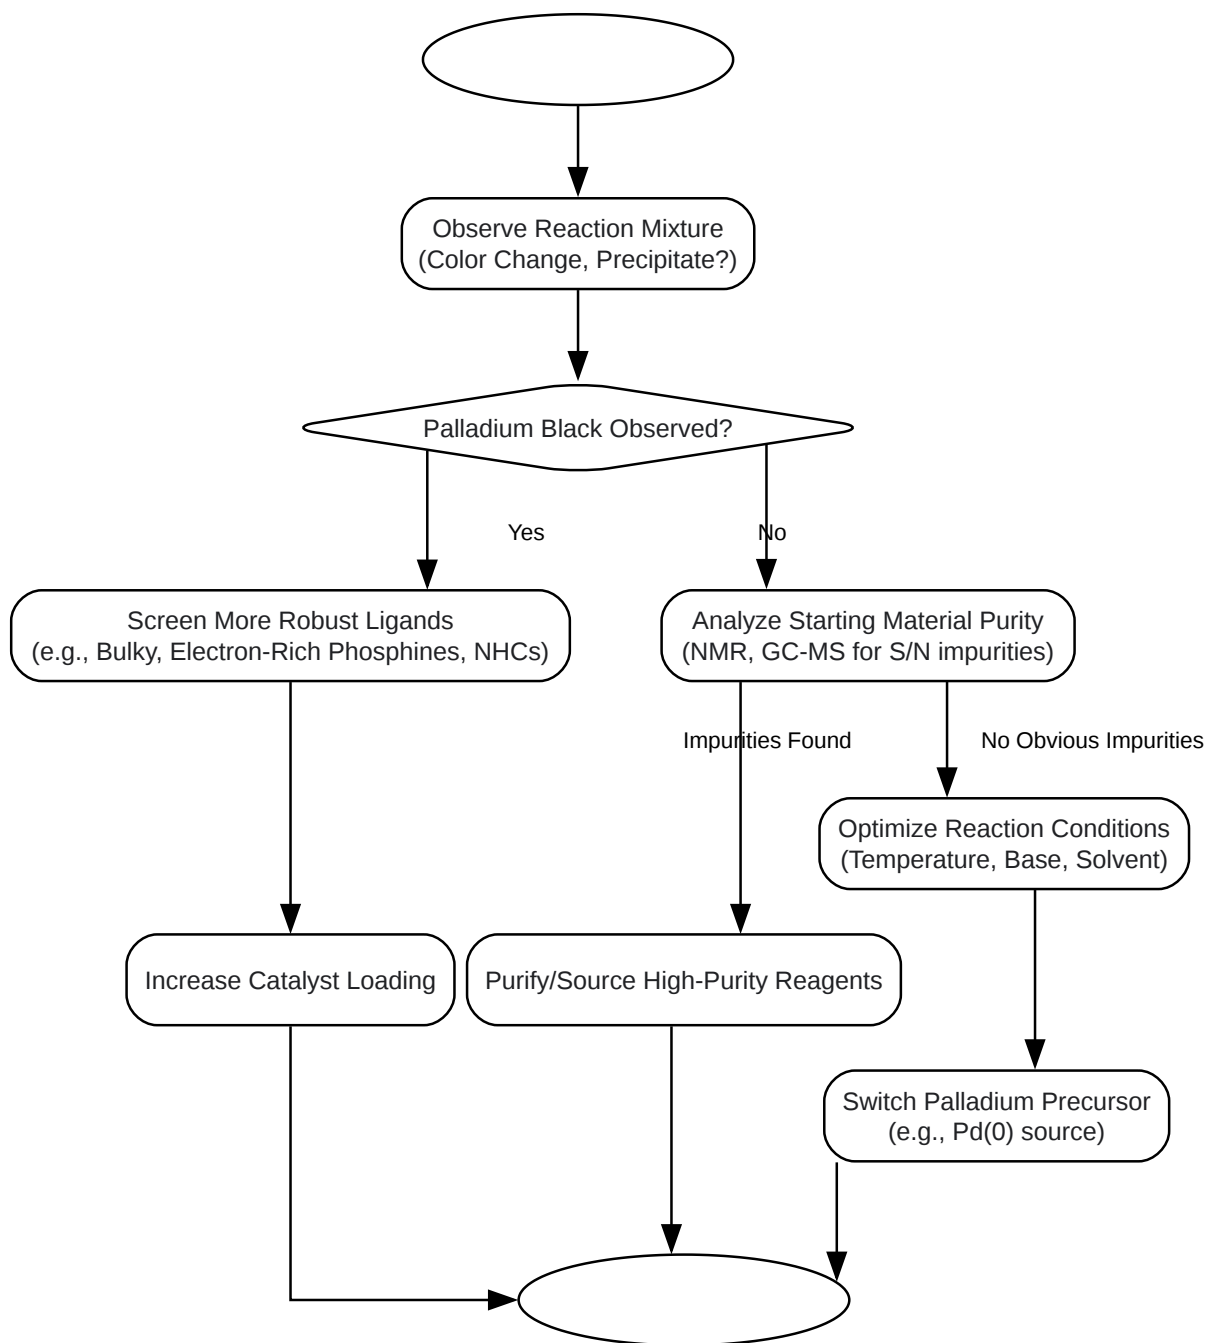 Observe Reaction Mixture
(Color Change, Precipitate?)
Palladium Black Observed?
Yes
No
Screen More Robust Ligands
(e.g., Bulky, Electron-Rich Phosphines, NHCs)
Analyze Starting Material Purity
(NMR, GC-MS for S/N impurities)
Impurities Found
No Obvious Impurities
Optimize Reaction Conditions
(Temperature, Base, Solvent)
Increase Catalyst Loading
Purify/Source High-Purity Reagents
Switch Palladium Precursor
(e.g., Pd(0) source)